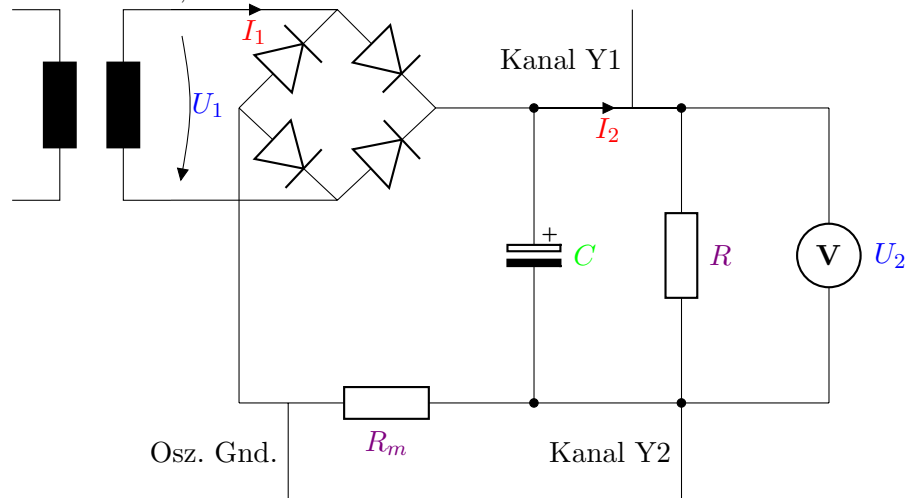 Kanal Y1
I1
U1
I2
+
C
R
V
U2
Rm
Osz. Gnd.
Kanal Y2